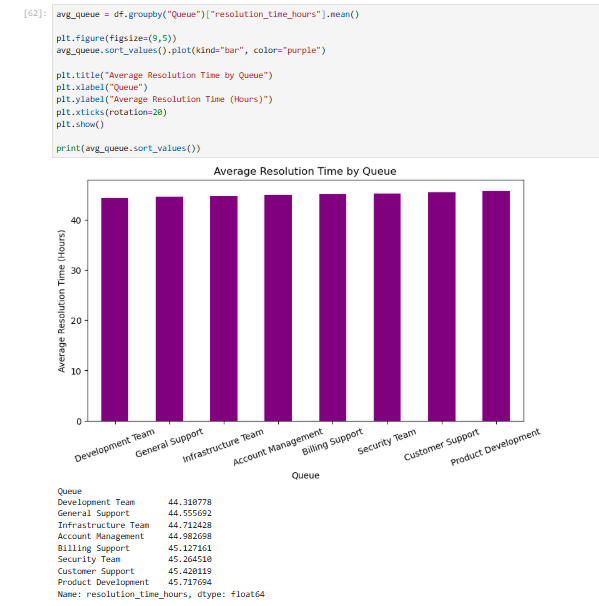 [62]:
avg_queue = df.groupby("Queue")["resolution_time_hours"].mean()
plt.figure(figsize=(9,5))
avg_queue.sort_values().plot(kind="bar", color="purple")
plt.title("Average Resolution Time by Queue")
plt.xlabel("Queue")
plt.ylabel("Average Resolution Time (Hours)")
plt.xticks(rotation=20)
plt.show()
print(avg_queue.sort_values())
Average Resolution Time by Queue
Average Resolution Time (Hours)
40
30
20
10
0
Development Team
General Support
Infrastructure Team
Account Management
Billing Support
Security Team
Customer Support
Product Development
Queue
Queue
Development Team 44.310778
General Support 44.555692
Infrastructure Team 44.712428
Account Management 44.982698
Billing Support 45.127161
Security Team 45.264510
Customer Support 45.420119
Product Development 45.717694
Name: resolution_time_hours, dtype: float64